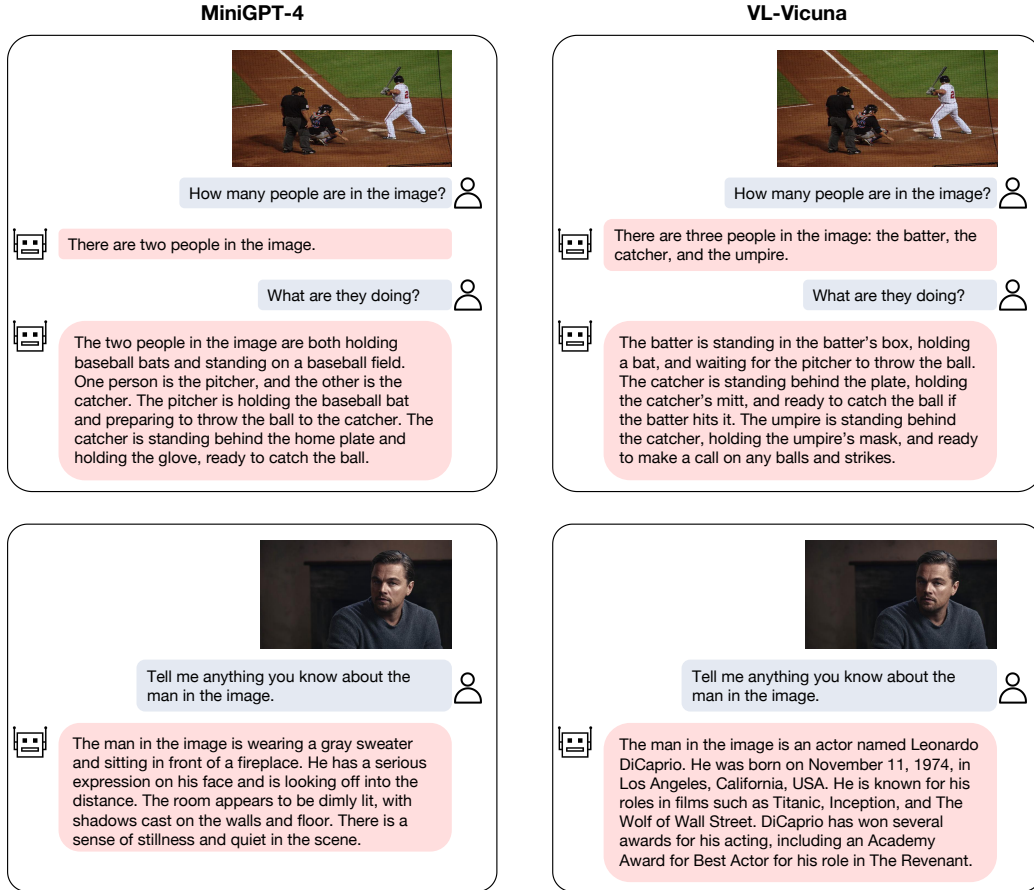 MiniGPT-4
How many people are in the image?
There are two people in the image.
What are they doing?
The two people in the image are both holding
baseball bats and standing on a baseball field.
One person is the pitcher, and the other is the
catcher. The pitcher is holding the baseball bat
and preparing to throw the ball to the catcher. The
catcher is standing behind the home plate and
holding the glove, ready to catch the ball.
Tell me anything you know about the
man in the image.
The man in the image is wearing a gray sweater
and sitting in front of a fireplace. He has a serious
expression on his face and is looking off into the
distance. The room appears to be dimly lit, with
shadows cast on the walls and floor. There is a
sense of stillness and quiet in the scene.
VL-Vicuna
How many people are in the image?
There are three people in the image: the batter, the
catcher, and the umpire.
What are they doing?
The batter is standing in the batter's box, holding
a bat, and waiting for the pitcher to throw the ball.
The catcher is standing behind the plate, holding
the catcher's mitt, and ready to catch the ball if
the batter hits it. The umpire is standing behind
the catcher, holding the umpire's mask, and ready
to make a call on any balls and strikes.
Tell me anything you know about the
man in the image.
The man in the image is an actor named Leonardo
DiCaprio. He was born on November 11, 1974, in
Los Angeles, California, USA. He is known for his
roles in films such as Titanic, Inception, and The
Wolf of Wall Street. DiCaprio has won several
awards for his acting, including an Academy
Award for Best Actor for his role in The Revenant.